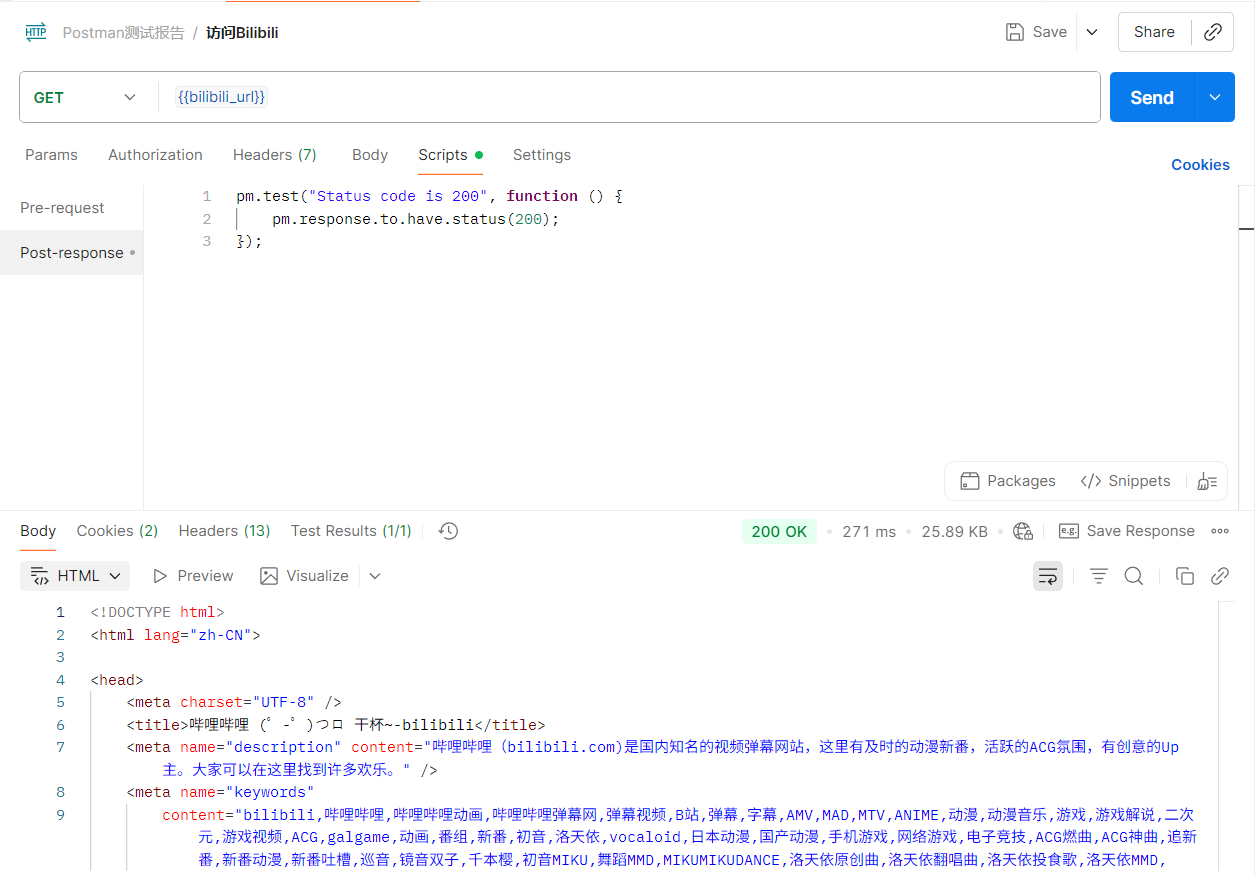 HTTP Postman测试报告 / 访问Bilibili Save Share
GET {{bilibili_url}} Send
Params Authorization Headers (7) Body Scripts Settings
Cookies
Pre-request
Post-response
1 pm.test("Status code is 200", function () {
2 pm.response.to.have.status(200);
3 });
Packages </> Snippets
Body Cookies (2) Headers (13) Test Results (1/1) 200 OK 271 ms 25.89 KB e.g. Save Response
HTML Preview Visualize
1 <!DOCTYPE html>
2 <html lang="zh-CN">
3
4 <head>
5 <meta charset="UTF-8" />
6 <title>哔哩哔哩 (゜-゜)つロ 干杯~-bilibili</title>
7 <meta name="description" content="哔哩哔哩（bilibili.com)是国内知名的视频弹幕网站，这里有及时的动漫新番，活跃的ACG氛围，有创意的Up
主。大家可以在这里找到许多欢乐。" />
8 <meta name="keywords"
9 content="bilibili,哔哩哔哩,哔哩哔哩动画,哔哩哔哩弹幕网,弹幕视频,B站,弹幕,字幕,AMV,MAD,MTV,ANIME,动漫,动漫音乐,游戏,游戏解说,二次
元,游戏视频,ACG,galgame,动画,番组,新番,初音,洛天依,vocaloid,日本动漫,国产动漫,手机游戏,网络游戏,电子竞技,ACG燃曲,ACG神曲,追新
番,新番动漫,新番吐槽,巡音,镜音双子,千本樱,初音MIKU,舞蹈MMD,MIKUMIKUDANCE,洛天依原创曲,洛天依翻唱曲,洛天依投食歌,洛天依MMD,